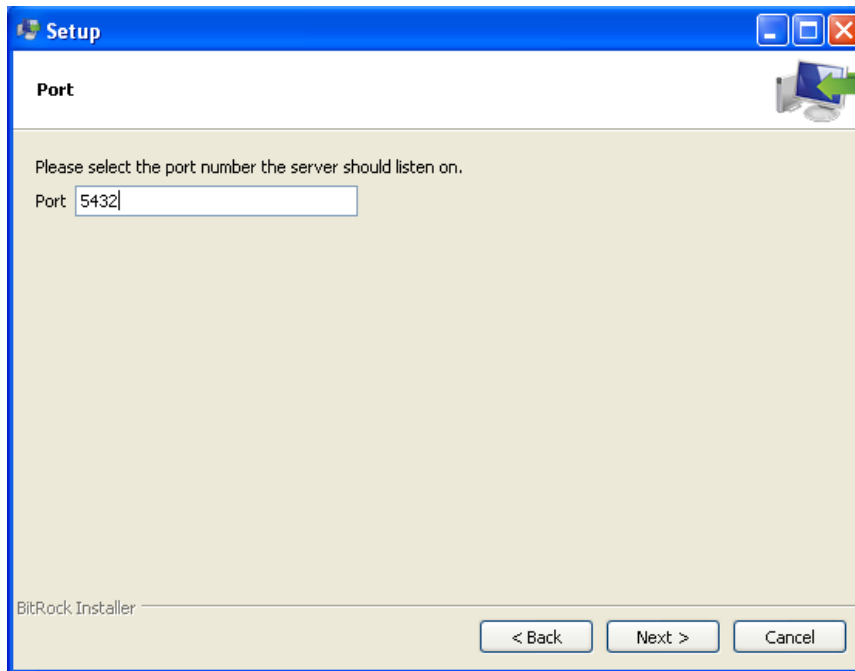 Setup
Port
Please select the port number the server should listen on.
Port 5432
BitRock Installer
< Back Next > Cancel